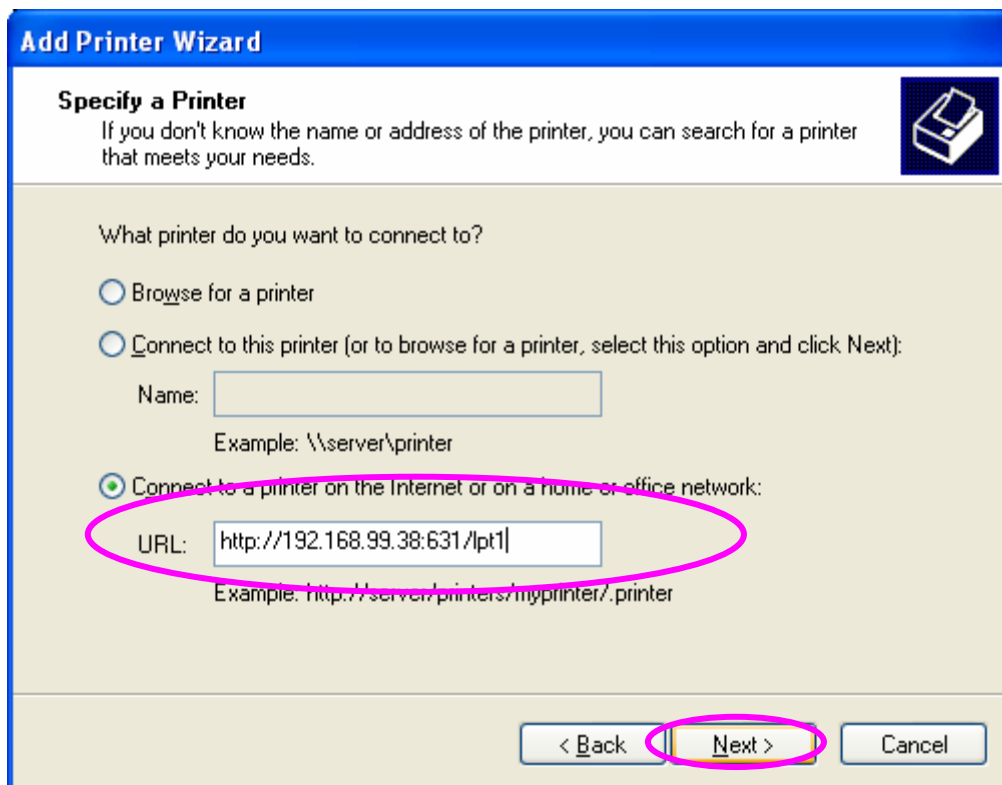 Add Printer Wizard
Specify a Printer
If you don't know the name or address of the printer, you can search for a printer
that meets your needs.
What printer do you want to connect to?
Browse for a printer
Connect to this printer (or to browse for a printer, select this option and click Next):
Name:
Example: \\server\printer
Connect to a printer on the Internet or on a home or office network:
URL: http://192.168.99.38:631/lpt1
Example: http://server/printers/myprinter/.printer
< Back Next > Cancel